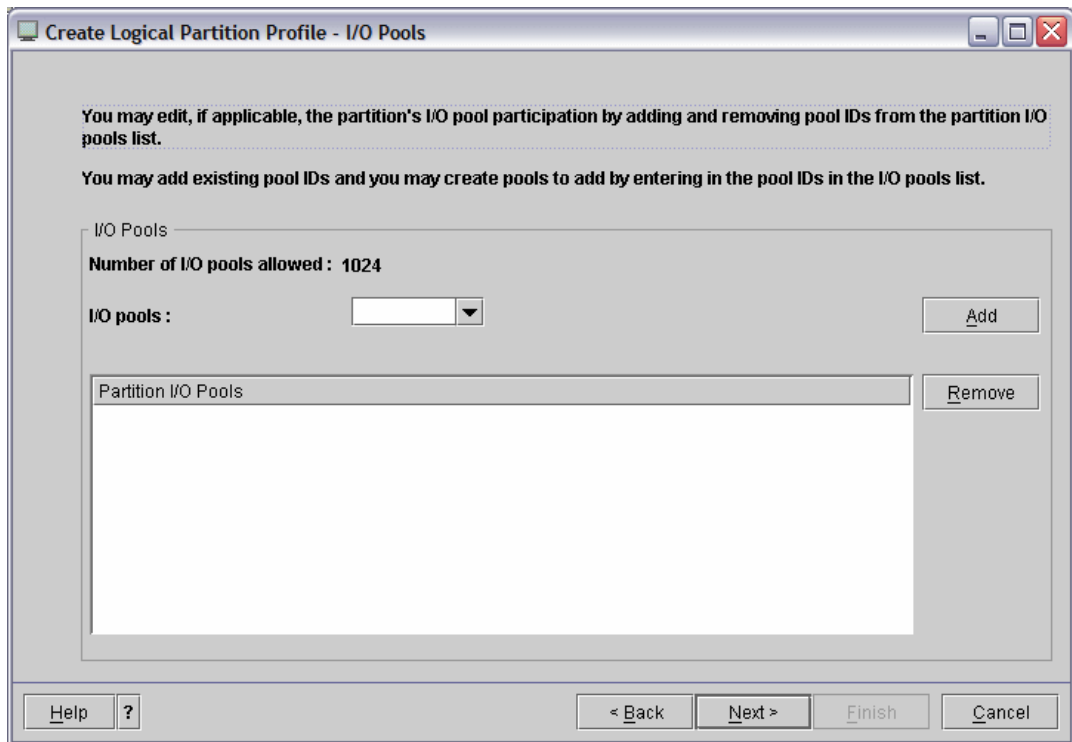 Create Logical Partition Profile - I/O Pools
You may edit, if applicable, the partition's I/O pool participation by adding and removing pool IDs from the partition I/O
pools list.
You may add existing pool IDs and you may create pools to add by entering in the pool IDs in the I/O pools list.
I/O Pools
Number of I/O pools allowed : 1024
I/O pools :
Add
Partition I/O Pools
Remove
Help ? < Back Next > Finish Cancel